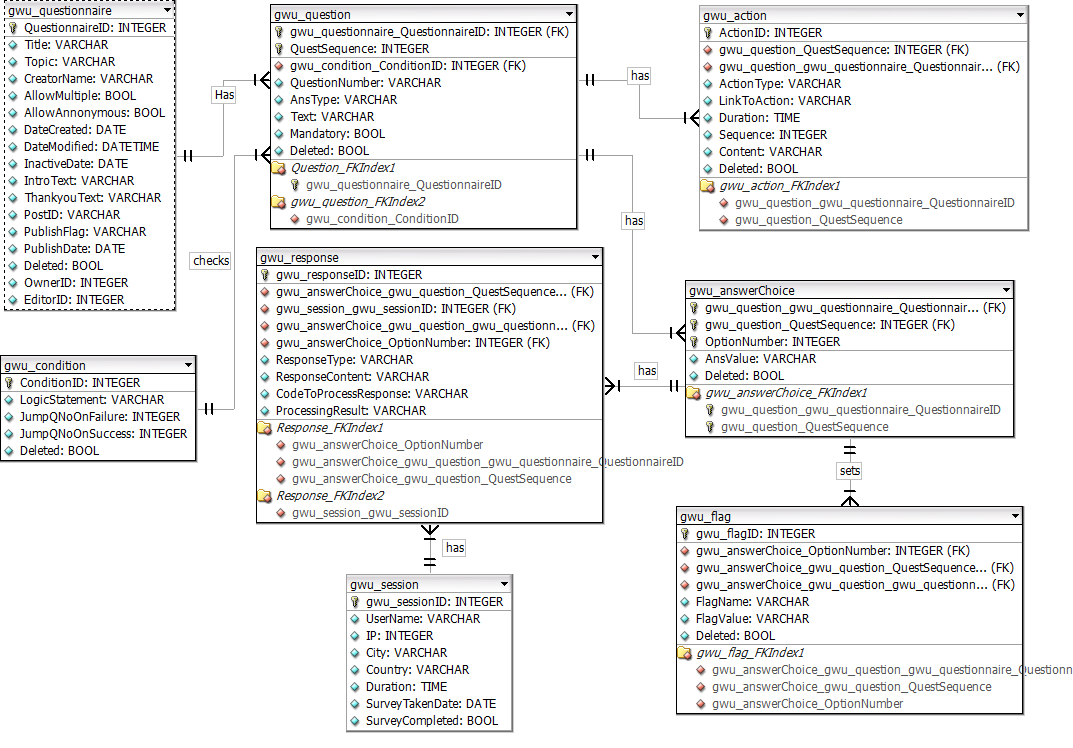 gwu_questionnaire
QuestionnaireID: INTEGER
Title: VARCHAR
Topic: VARCHAR
CreatorName: VARCHAR
AllowMultiple: BOOL
AllowAnnonymous: BOOL
DateCreated: DATE
DateModified: DATETIME
InactiveDate: DATE
IntroText: VARCHAR
ThankyouText: VARCHAR
PostID: VARCHAR
PublishFlag: VARCHAR
PublishDate: DATE
Deleted: BOOL
OwnerID: INTEGER
EditorID: INTEGER
Has
gwu_question
gwu_questionnaire_QuestionnaireID: INTEGER (FK)
QuestSequence: INTEGER
gwu_condition_ConditionID: INTEGER (FK)
QuestionNumber: VARCHAR
AnsType: VARCHAR
Text: VARCHAR
Mandatory: BOOL
Deleted: BOOL
Question_FKIndex1
gwu_questionnaire_QuestionnaireID
gwu_question_FKIndex2
gwu_condition_ConditionID
has
gwu_action
ActionID: INTEGER
gwu_question_QuestSequence: INTEGER (FK)
gwu_question_gwu_questionnaire_Questionnair... (FK)
ActionType: VARCHAR
LinkToAction: VARCHAR
Duration: TIME
Sequence: INTEGER
Content: VARCHAR
Deleted: BOOL
gwu_action_FKIndex1
gwu_question_gwu_questionnaire_QuestionnaireID
gwu_question_QuestSequence
has
checks
gwu_response
gwu_responseID: INTEGER
gwu_answerChoice_gwu_question_QuestSequence... (FK)
gwu_session_gwu_sessionID: INTEGER (FK)
gwu_answerChoice_gwu_question_gwu_questionn... (FK)
gwu_answerChoice_OptionNumber: INTEGER (FK)
ResponseType: VARCHAR
ResponseContent: VARCHAR
CodeToProcessResponse: VARCHAR
ProcessingResult: VARCHAR
Response_FKIndex1
gwu_answerChoice_OptionNumber
gwu_answerChoice_gwu_question_gwu_questionnaire_QuestionnaireID
gwu_answerChoice_gwu_question_QuestSequence
Response_FKIndex2
gwu_session_gwu_sessionID
has
gwu_answerChoice
gwu_question_gwu_questionnaire_Questionnair... (FK)
gwu_question_QuestSequence: INTEGER (FK)
OptionNumber: INTEGER
AnsValue: VARCHAR
Deleted: BOOL
gwu_answerChoice_FKIndex1
gwu_question_gwu_questionnaire_QuestionnaireID
gwu_question_QuestSequence
gwu_condition
ConditionID: INTEGER
LogicStatement: VARCHAR
JumpQNoOnFailure: INTEGER
JumpQNoOnSuccess: INTEGER
Deleted: BOOL
sets
has
gwu_flag
gwu_flagID: INTEGER
gwu_answerChoice_OptionNumber: INTEGER (FK)
gwu_answerChoice_gwu_question_QuestSequence... (FK)
gwu_answerChoice_gwu_question_gwu_questionn... (FK)
FlagName: VARCHAR
FlagValue: VARCHAR
Deleted: BOOL
gwu_flag_FKIndex1
gwu_answerChoice_gwu_question_gwu_questionnaire_Questionn
gwu_answerChoice_gwu_question_QuestSequence
gwu_answerChoice_OptionNumber
gwu_session
gwu_sessionID: INTEGER
UserName: VARCHAR
IP: INTEGER
City: VARCHAR
Country: VARCHAR
Duration: TIME
SurveyTakenDate: DATE
SurveyCompleted: BOOL